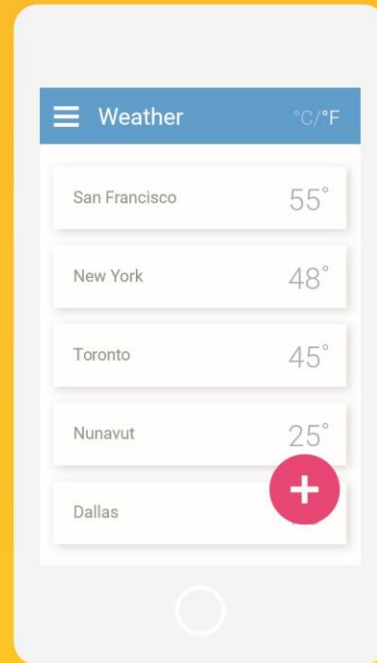 Weather °C/°F
San Francisco 55°
New York 48°
Toronto 45°
Nunavut 25°
Dallas